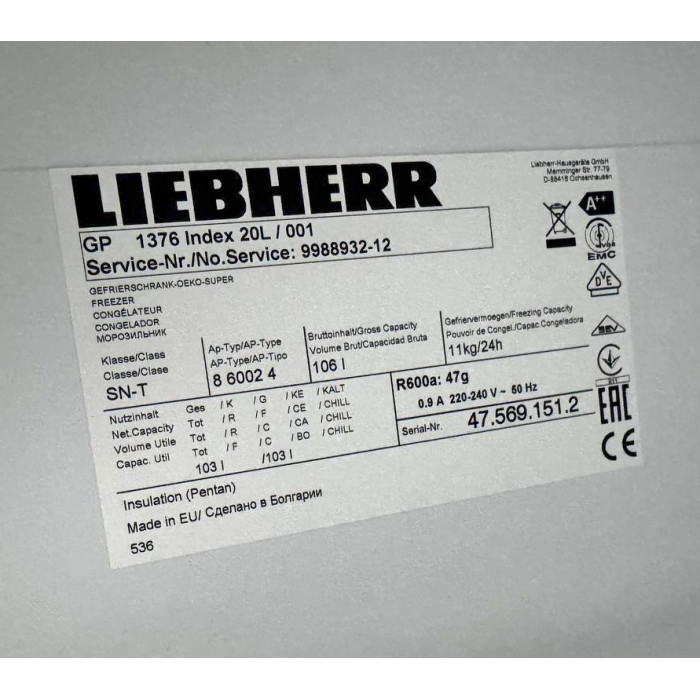 LIEBHERR
Liebherr-Hausgeräte GmbH
Memminger Str. 77-79
D-88416 Ochsenhausen
GP 1376 Index 20L / 001
Service-Nr./No.Service: 9988932-12
A++
EMC
DVE
GEFRIERSCHRANK-OEKO-SUPER
FREEZER
CONGÉLATEUR
CONGELADOR
МОРОЗИЛЬНИК
Klasse/Class
Classe/Clase
SN-T
Ap-Typ/AP-Type
AP-Type/AP-Tipo
8 6002 4
Bruttoinhalt/Gross Capacity
Volume Brut/Capacidad Bruta
106 l
Gefriervermoegen/Freezing Capacity
Pouvoir de Congel./Capac.Congeladora
11kg/24h
Nutzinhalt Ges / K / G / KE / KALT
Net.Capacity Tot / R / F / CE / CHILL
Volume Utile Tot / R / C / CA / CHILL
Capac. Util Tot / F / C / BO / CHILL
103 l /103 l
R600a: 47g
0.9 A 220-240 V ~ 50 Hz
Serial-Nr. 47.569.151.2
EAC
CE
Insulation (Pentan)
Made in EU/ Сделано в Болгарии
536